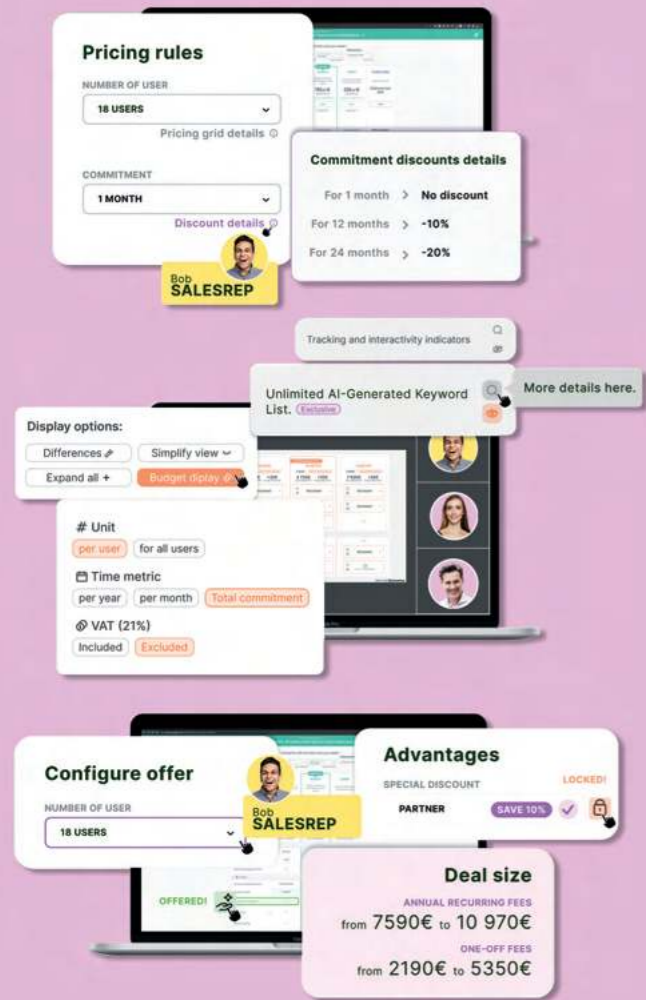 Pricing rules
NUMBER OF USER
18 USERS
Pricing grid details
COMMITMENT
1 MONTH
Discount details
Commitment discounts details
For 1 month > No discount
For 12 months > -10%
For 24 months > -20%
Bob
SALESREP
Tracking and interactivity indicators
Unlimited AI-Generated Keyword
List. Exclusive
More details here.
Display options:
Differences
Simplify view
Expand all +
Budget diplay
# Unit
per user
for all users
Time metric
per year
per month
Total commitment
VAT (21%)
Included
Excluded
Configure offer
NUMBER OF USER
18 USERS
Bob
SALESREP
Advantages
SPECIAL DISCOUNT
LOCKED!
PARTNER
SAVE 10%
OFFERED!
Deal size
ANNUAL RECURRING FEES
from 7590€ to 10 970€
ONE-OFF FEES
from 2190€ to 5350€